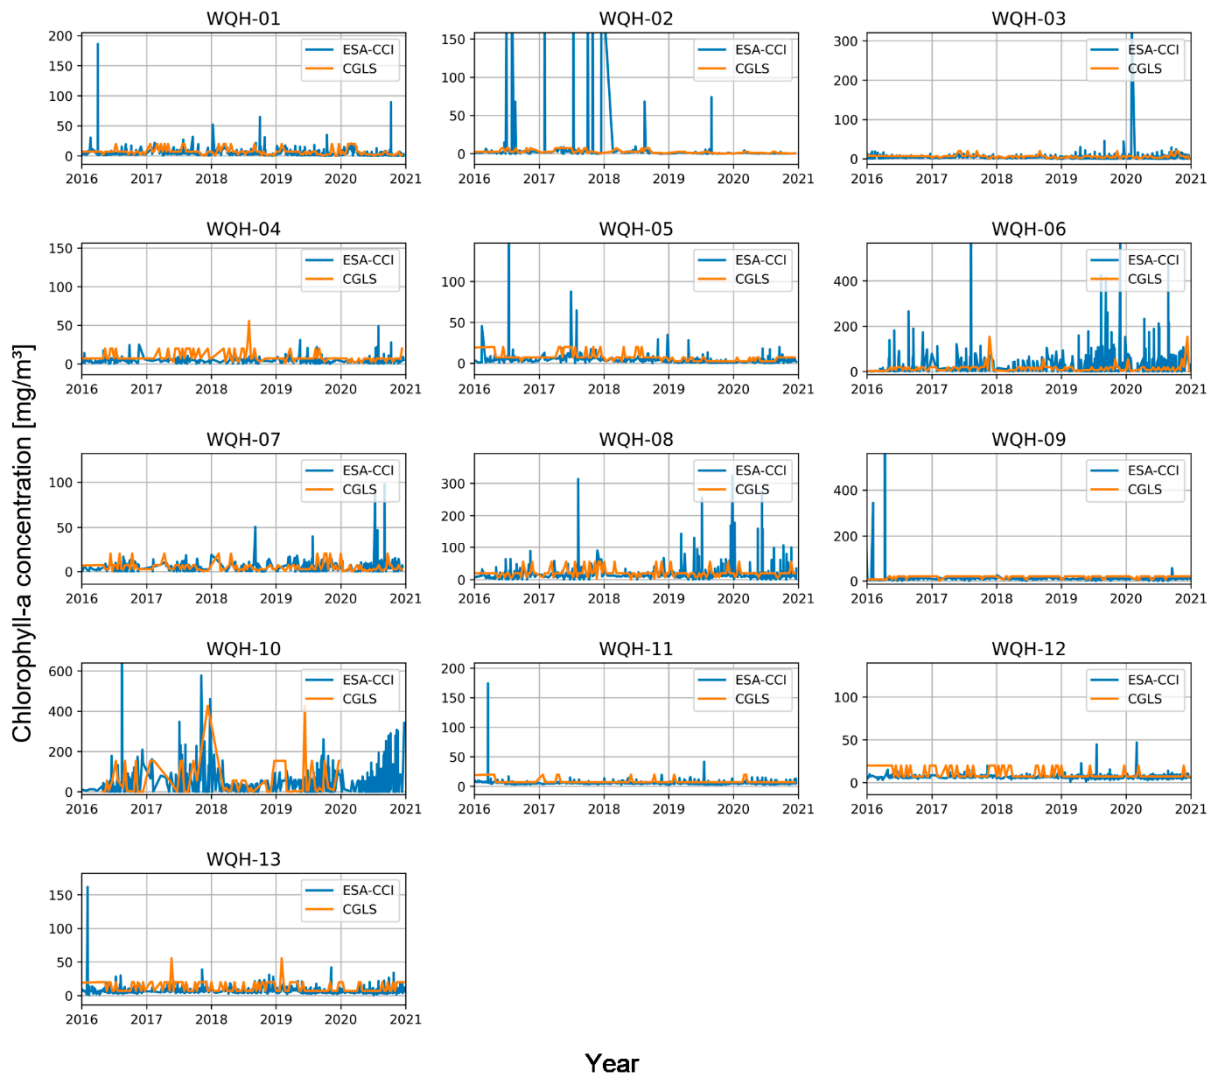 WQH-01 WQH-02 WQH-03
200 ESA-CCI CGLS 150 ESA-CCI CGLS 300 ESA-CCI CGLS
150 100 200
100 50 100
50
0 0 0
2016 2017 2018 2019 2020 2021 2016 2017 2018 2019 2020 2021 2016 2017 2018 2019 2020 2021
WQH-04 WQH-05 WQH-06
150 ESA-CCI CGLS ESA-CCI CGLS 400 ESA-CCI CGLS
100 100 200
50 50
0 0 0
2016 2017 2018 2019 2020 2021 2016 2017 2018 2019 2020 2021 2016 2017 2018 2019 2020 2021
Chlorophyll-a concentration [mg/m³]
WQH-07 WQH-08 WQH-09
100 ESA-CCI CGLS 300 ESA-CCI CGLS 400 ESA-CCI CGLS
50 200 200
100
0 0 0
2016 2017 2018 2019 2020 2021 2016 2017 2018 2019 2020 2021 2016 2017 2018 2019 2020 2021
WQH-10 WQH-11 WQH-12
600 ESA-CCI CGLS 200 ESA-CCI CGLS ESA-CCI CGLS
400 150 100
200 100 50
50
0 0 0
2016 2017 2018 2019 2020 2021 2016 2017 2018 2019 2020 2021 2016 2017 2018 2019 2020 2021
WQH-13
150 ESA-CCI
CGLS
100
50
0
2016 2017 2018 2019 2020 2021
Year